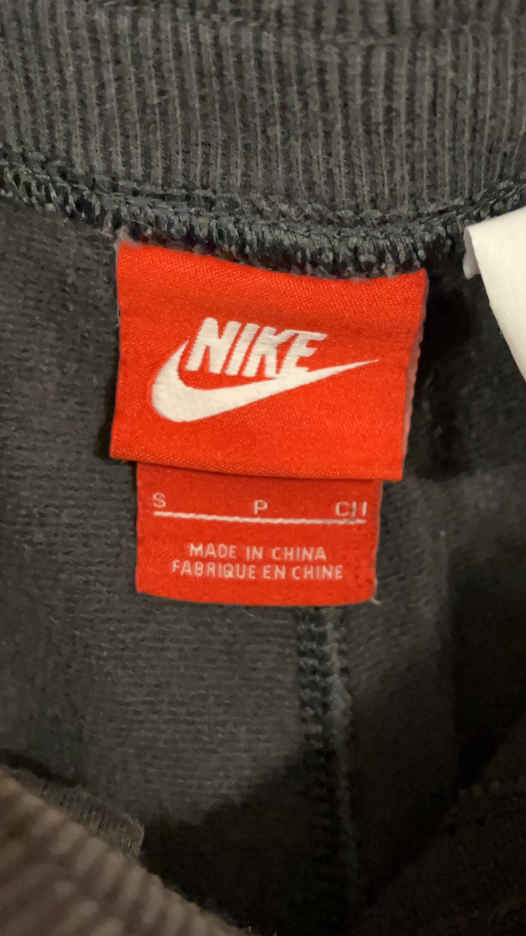 NIKE
S P CH
MADE IN CHINA
FABRIQUE EN CHINE